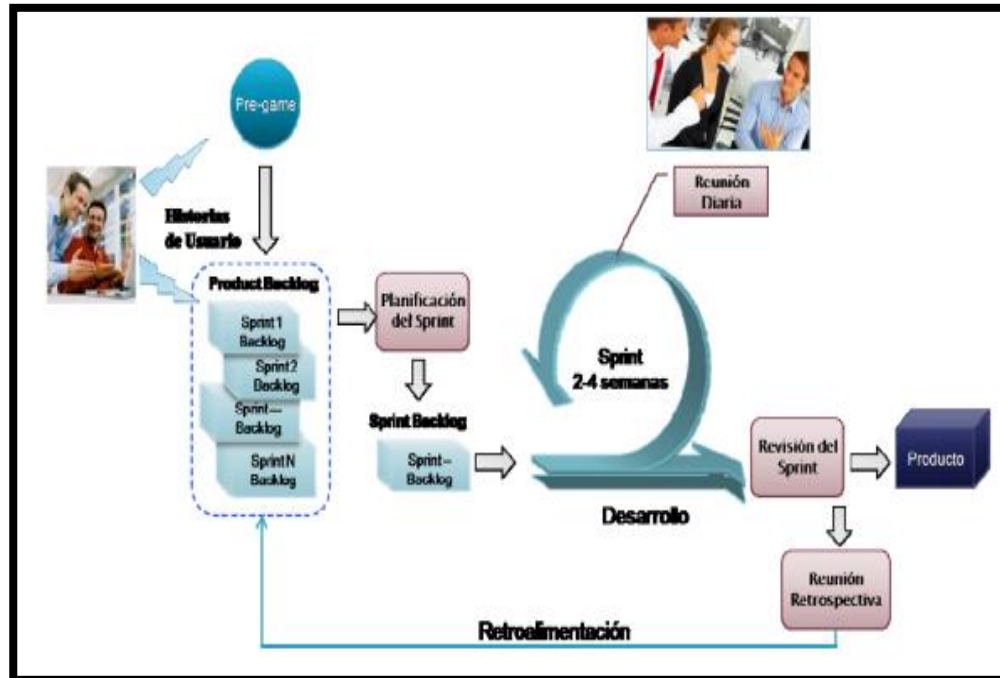 Pre-game
Reunión
Diaria
Historias
de Usuario
Product Backlog
Sprint 1
Backlog
Sprint 2
Backlog
Sprint---
Backlog
Sprint N
Backlog
Planificación
del Sprint
Sprint Backlog
Sprint--
Backlog
Sprint
2-4 semanas
Desarrollo
Revisión del
Sprint
Producto
Reunión
Retrospectiva
Retroalimentación